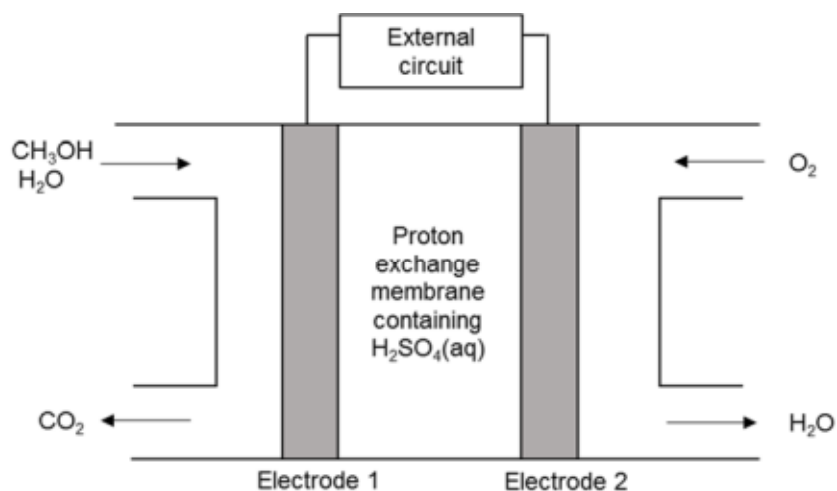 External
circuit
CH₃OH
H₂O
O₂
Proton
exchange
membrane
containing
H₂SO₄(aq)
CO₂
H₂O
Electrode 1
Electrode 2